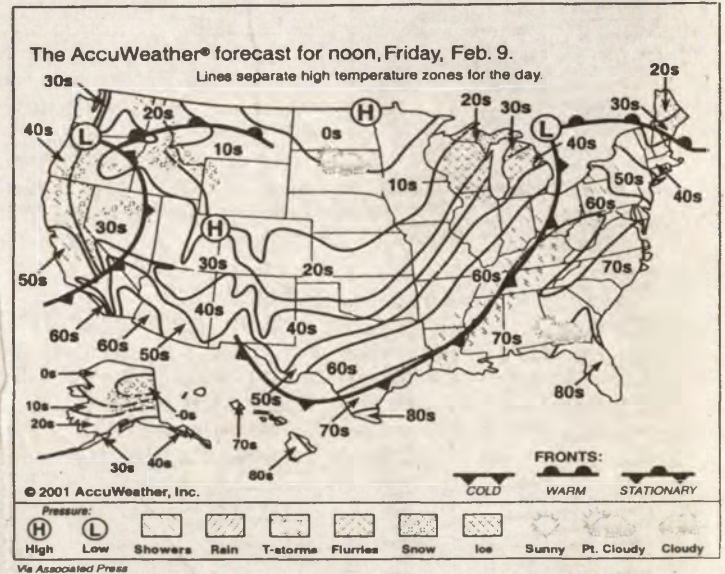 The AccuWeather® forecast for noon, Friday, Feb. 9.
Lines separate high temperature zones for the day.
30s
20s
40s
L
20s
H
0s
20s
30s
L
40s
30s
10s
10s
50s
40s
60s
30s
H
50s
30s
20s
60s
70s
60s
60s
50s
40s
40s
70s
0s
50s
60s
80s
10s
-0s
20s
70s
80s
30s
40s
70s
80s
FRONTS:
© 2001 AccuWeather, Inc.
COLD WARM STATIONARY
Pressure:
H L
High Low Showers Rain T-storms Flurries Snow Ice Sunny Pt. Cloudy Cloudy
Via Associated Press